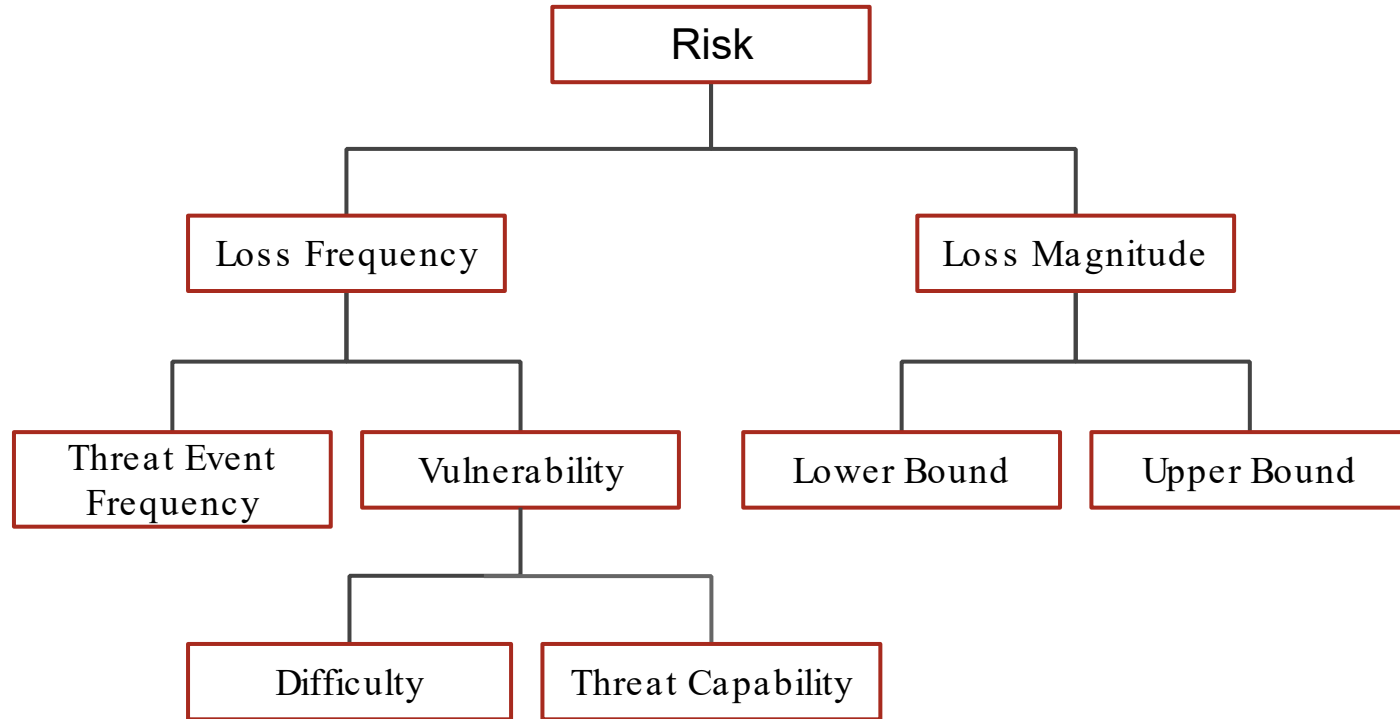 Risk
Loss Frequency
Loss Magnitude
Threat Event
Frequency
Vulnerability
Lower Bound
Upper Bound
Difficulty
Threat Capability